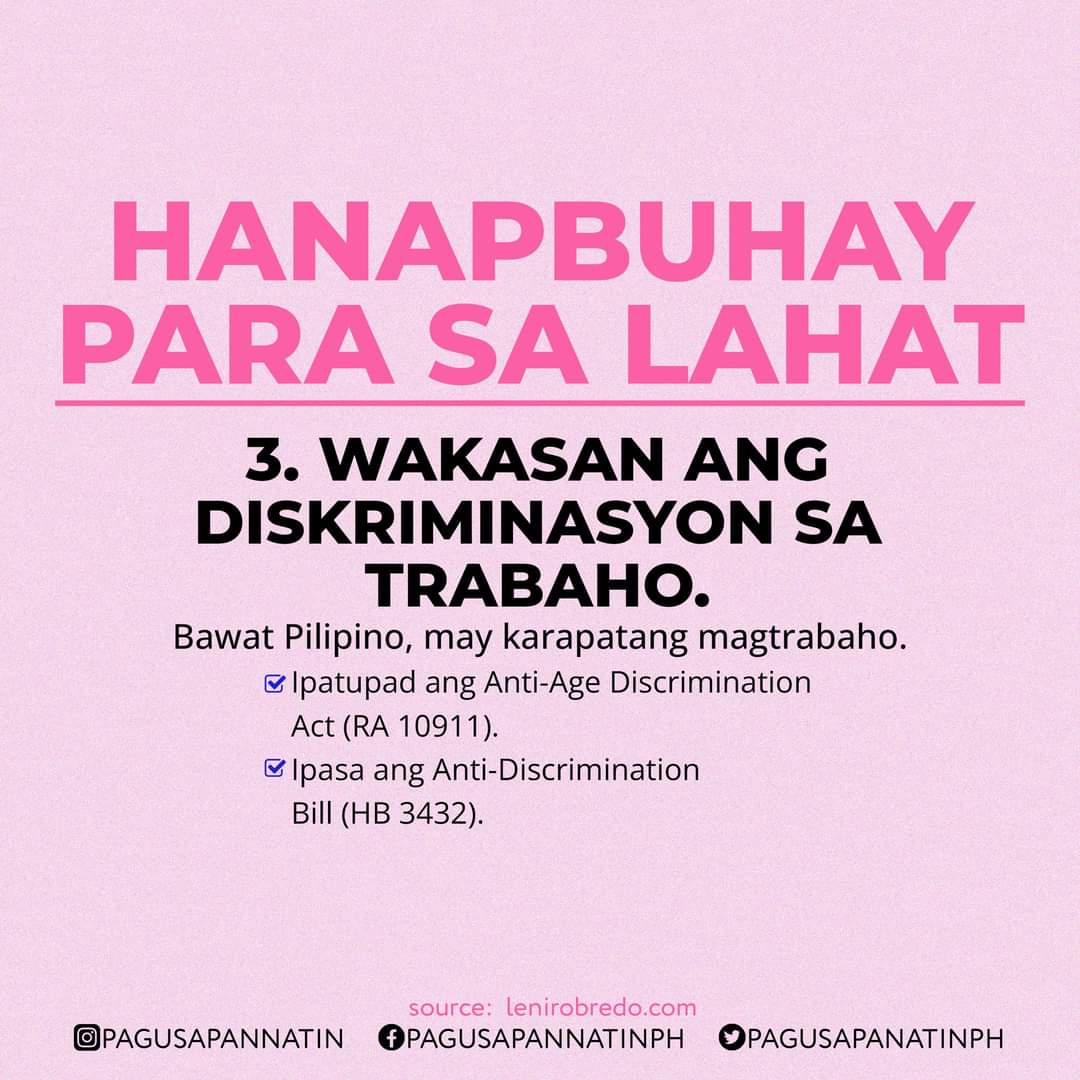 HANAPBUHAY
PARA SA LAHAT
3. WAKASAN ANG
DISKRIMINASYON SA
TRABAHO.
Bawat Pilipino, may karapatang magtrabaho.
Ipatupad ang Anti-Age Discrimination
Act (RA 10911).
Ipasa ang Anti-Discrimination
Bill (HB 3432).
source: lenirobredo.com
PAGUSAPANNATIN PAGUSAPANNATINPH PAGUSAPANATINPH